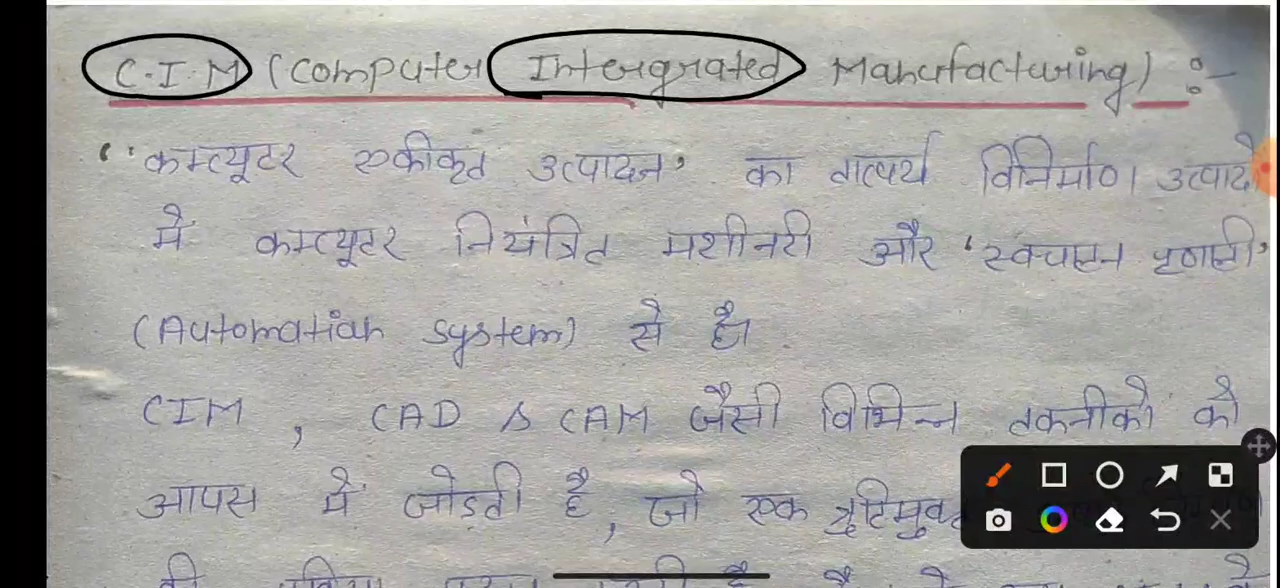 C.I.M (Computer Intergrated Manufacturing) :-
"कम्प्यूटर एकीकृत उत्पादन' का तात्पर्य विनिर्माण उत्पादो
में कम्प्यूटर नियंत्रित मशीनरी और 'स्वचालन प्रणाली'
(Automation system) से है।
CIM, CAD & CAM जैसी विभिन्न तकनीको को
आपस में जोड़ती है, जो एक त्रुटिमुक्त